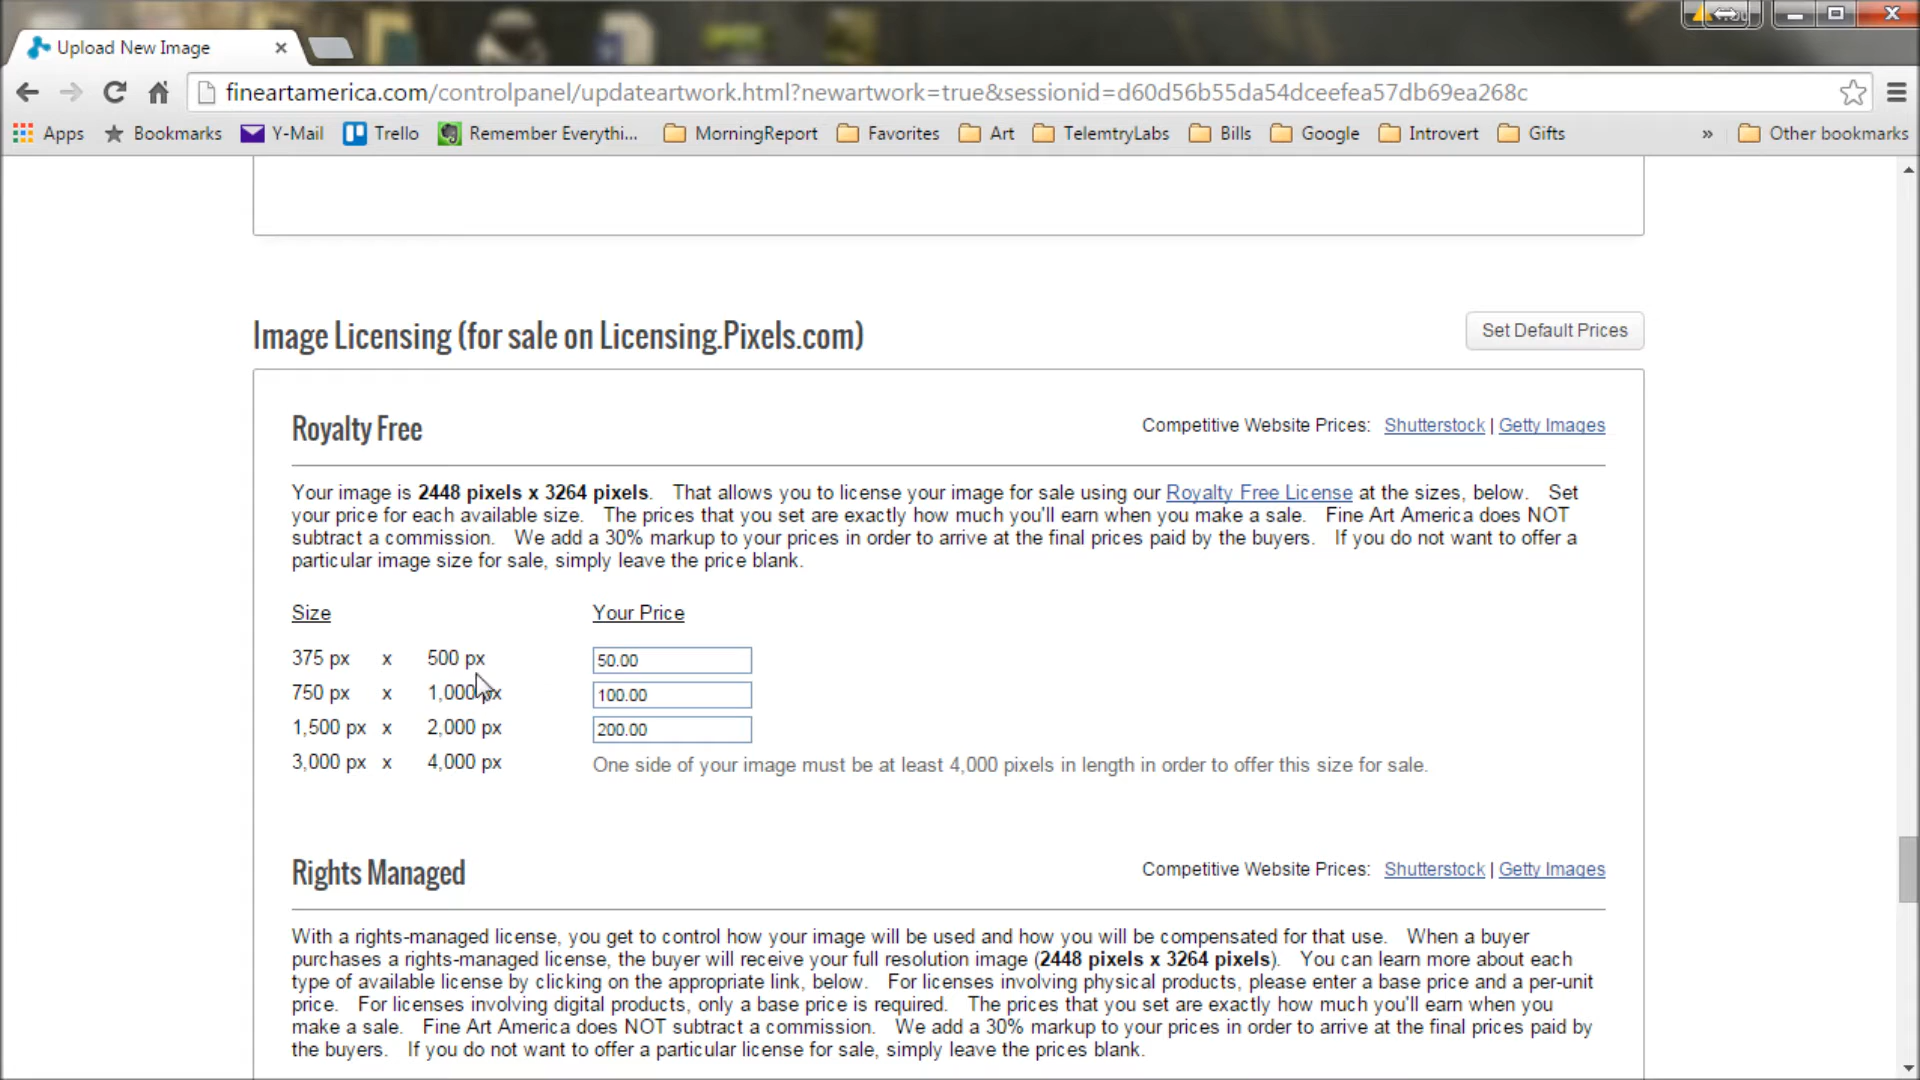 Upload New Image
fineartamerica.com/controlpanel/updateartwork.html?newartwork=true&sessionid=d60d56b55da54dceefea57db69ea268c
Apps Bookmarks Y-Mail Trello Remember Everythi... MorningReport Favorites Art TelemtryLabs Bills Google Introvert Gifts » Other bookmarks
Image Licensing (for sale on Licensing.Pixels.com) Set Default Prices
Royalty Free Competitive Website Prices: Shutterstock | Getty Images
Your image is 2448 pixels x 3264 pixels. That allows you to license your image for sale using our Royalty Free License at the sizes, below. Set
your price for each available size. The prices that you set are exactly how much you'll earn when you make a sale. Fine Art America does NOT
subtract a commission. We add a 30% markup to your prices in order to arrive at the final prices paid by the buyers. If you do not want to offer a
particular image size for sale, simply leave the price blank.
Size Your Price
375 px x 500 px 50.00
750 px x 1,000 px 100.00
1,500 px x 2,000 px 200.00
3,000 px x 4,000 px One side of your image must be at least 4,000 pixels in length in order to offer this size for sale.
Rights Managed Competitive Website Prices: Shutterstock | Getty Images
With a rights-managed license, you get to control how your image will be used and how you will be compensated for that use. When a buyer
purchases a rights-managed license, the buyer will receive your full resolution image (2448 pixels x 3264 pixels). You can learn more about each
type of available license by clicking on the appropriate link, below. For licenses involving physical products, please enter a base price and a per-unit
price. For licenses involving digital products, only a base price is required. The prices that you set are exactly how much you'll earn when you
make a sale. Fine Art America does NOT subtract a commission. We add a 30% markup to your prices in order to arrive at the final prices paid by
the buyers. If you do not want to offer a particular license for sale, simply leave the prices blank.